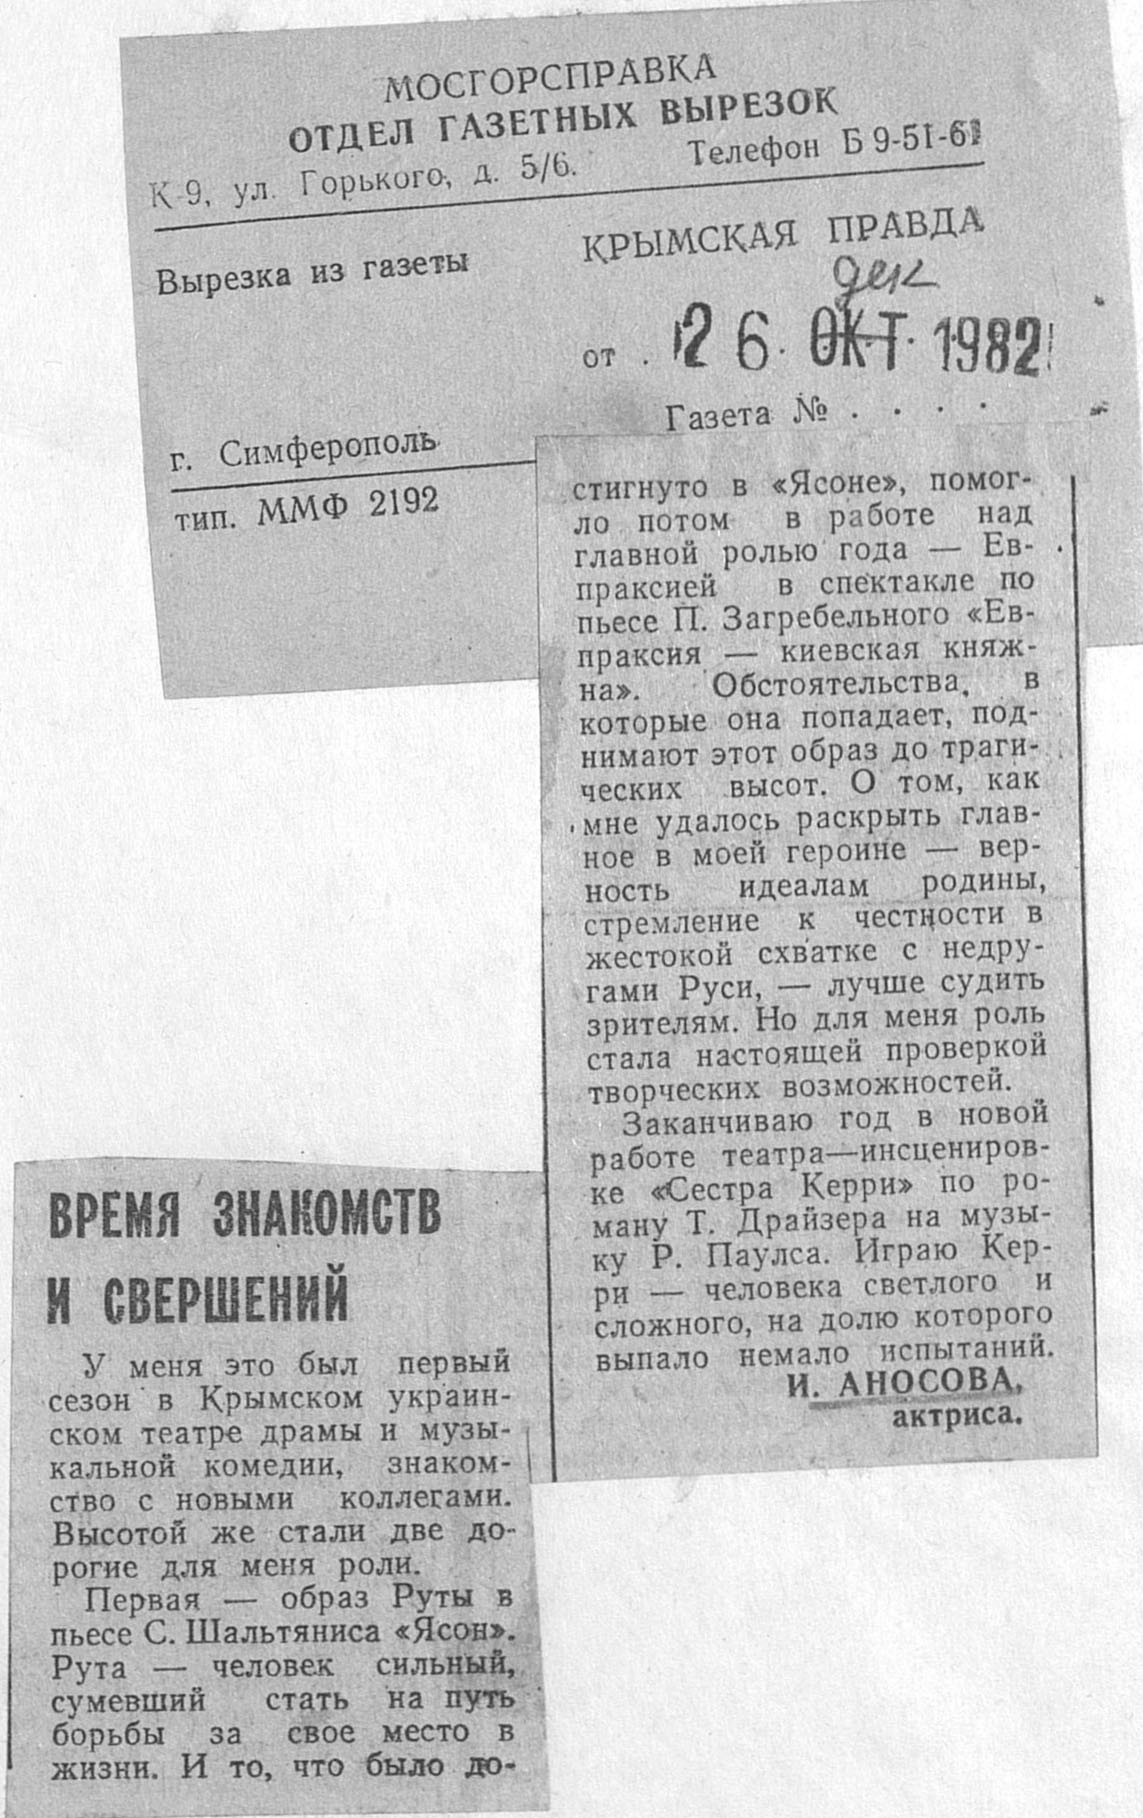 МОСГОРСПРАВКА
ОТДЕЛ ГАЗЕТНЫХ ВЫРЕЗОК
К-9, ул. Горького, д. 5/6. Телефон Б 9-51-61
Вырезка из газеты
КРЫМСКАЯ ПРАВДА
дек
от . 26 ОКТ 1982
Газета № . . . .
г. Симферополь
тип. ММФ 2192
ВРЕМЯ ЗНАКОМСТВ
И СВЕРШЕНИЙ
У меня это был первый
сезон в Крымском украин-
ском театре драмы и музы-
кальной комедии, знаком-
ство с новыми коллегами.
Высотой же стали две до-
рогие для меня роли.
Первая — образ Руты в
пьесе С. Шальтяниса «Ясон».
Рута — человек сильный,
сумевший стать на путь
борьбы за свое место в
жизни. И то, что было до-
стигнуто в «Ясоне», помог-
ло потом в работе над
главной ролью года — Ев-
праксией в спектакле по
пьесе П. Загребельного «Ев-
праксия — киевская княж-
на». Обстоятельства, в
которые она попадает, под-
нимают этот образ до траги-
ческих высот. О том, как
мне удалось раскрыть глав-
ное в моей героине — вер-
ность идеалам родины,
стремление к честности в
жестокой схватке с недру-
гами Руси, — лучше судить
зрителям. Но для меня роль
стала настоящей проверкой
творческих возможностей.
Заканчиваю год в новой
работе театра—инсцениров-
ке «Сестра Керри» по ро-
ману Т. Драйзера на музы-
ку Р. Паулса. Играю Кер-
ри — человека светлого и
сложного, на долю которого
выпало немало испытаний.
И. АНОСОВА,
актриса.